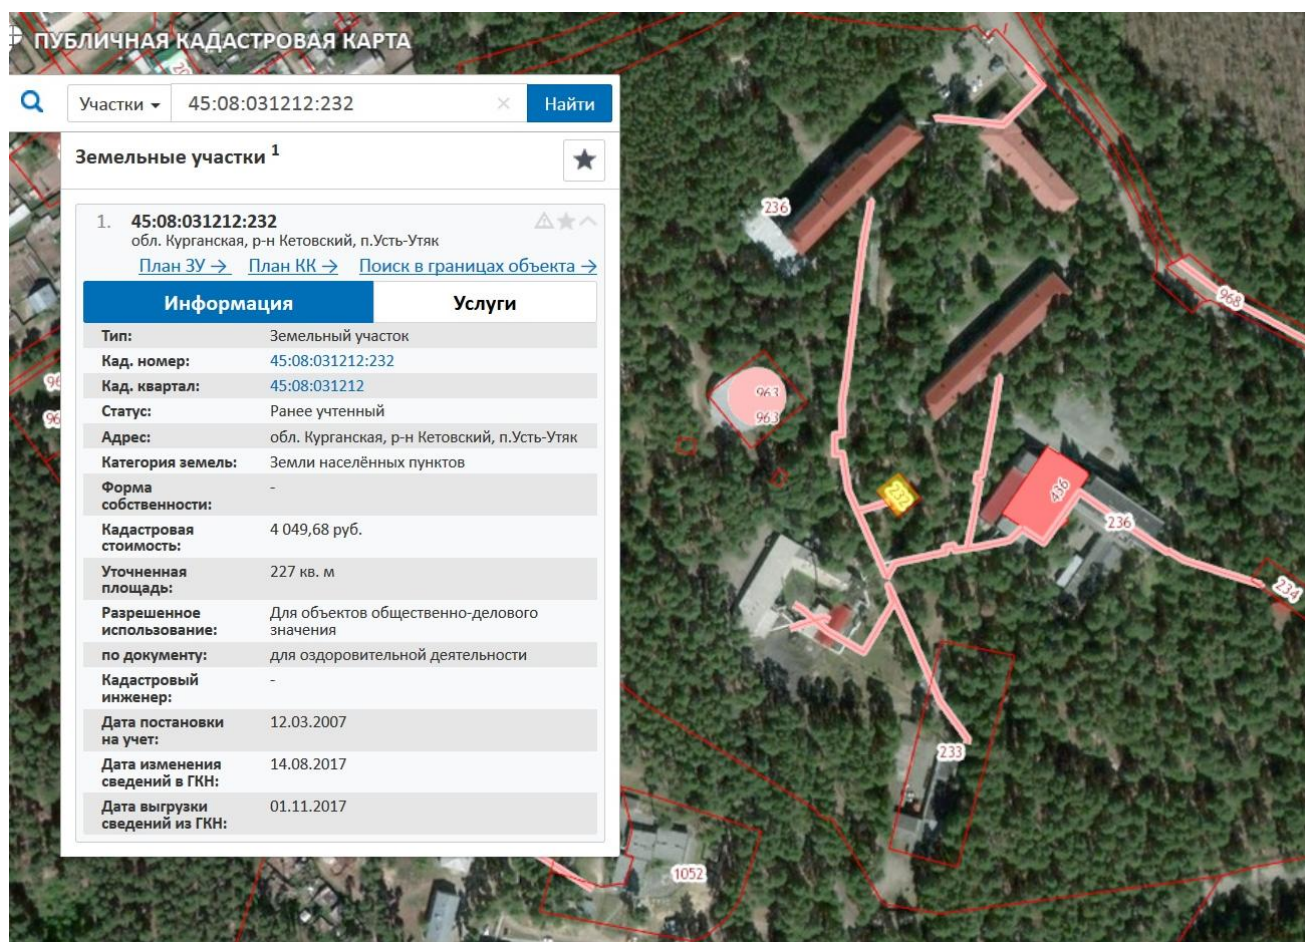 ПУБЛИЧНАЯ КАДАСТРОВАЯ КАРТА
Участки 45:08:031212:232 Найти
Земельные участки 1
1. 45:08:031212:232
обл. Курганская, р-н Кетовский, п.Усть-Утяк
План ЗУ → План КК → Поиск в границах объекта →
Информация Услуги
Тип: Земельный участок
Кад. номер: 45:08:031212:232
Кад. квартал: 45:08:031212
Статус: Ранее учтенный
Адрес: обл. Курганская, р-н Кетовский, п.Усть-Утяк
Категория земель: Земли населённых пунктов
Форма
собственности: -
Кадастровая
стоимость: 4 049,68 руб.
Уточненная
площадь: 227 кв. м
Разрешенное
использование: Для объектов общественно-делового
значения
по документу: для оздоровительной деятельности
Кадастровый
инженер: -
Дата постановки
на учет: 12.03.2007
Дата изменения
сведений в ГКН: 14.08.2017
Дата выгрузки
сведений из ГКН: 01.11.2017
236
968
963
963
232
436
236
234
233
1052